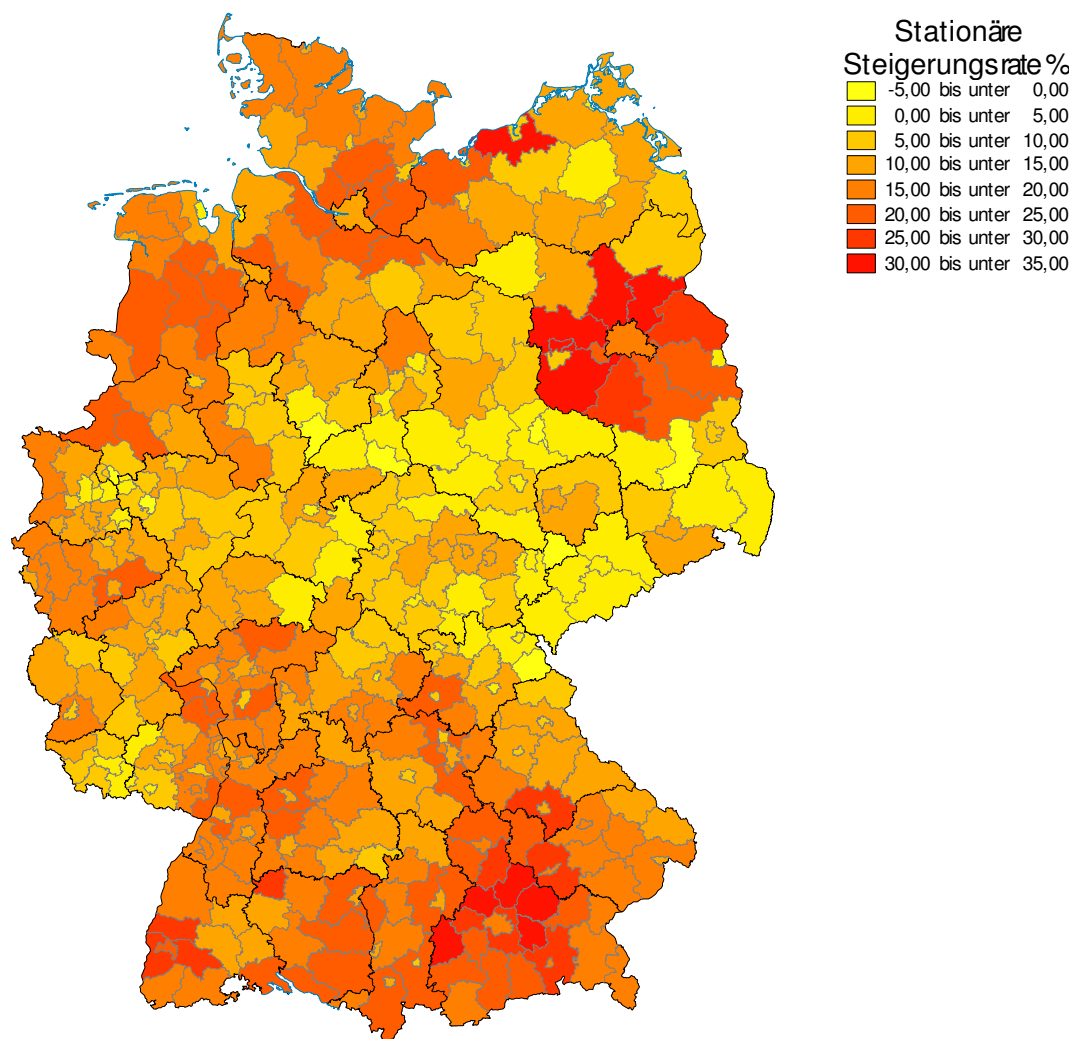 Stationäre
Steigerungsrate %
-5,00 bis unter 0,00
0,00 bis unter 5,00
5,00 bis unter 10,00
10,00 bis unter 15,00
15,00 bis unter 20,00
20,00 bis unter 25,00
25,00 bis unter 30,00
30,00 bis unter 35,00